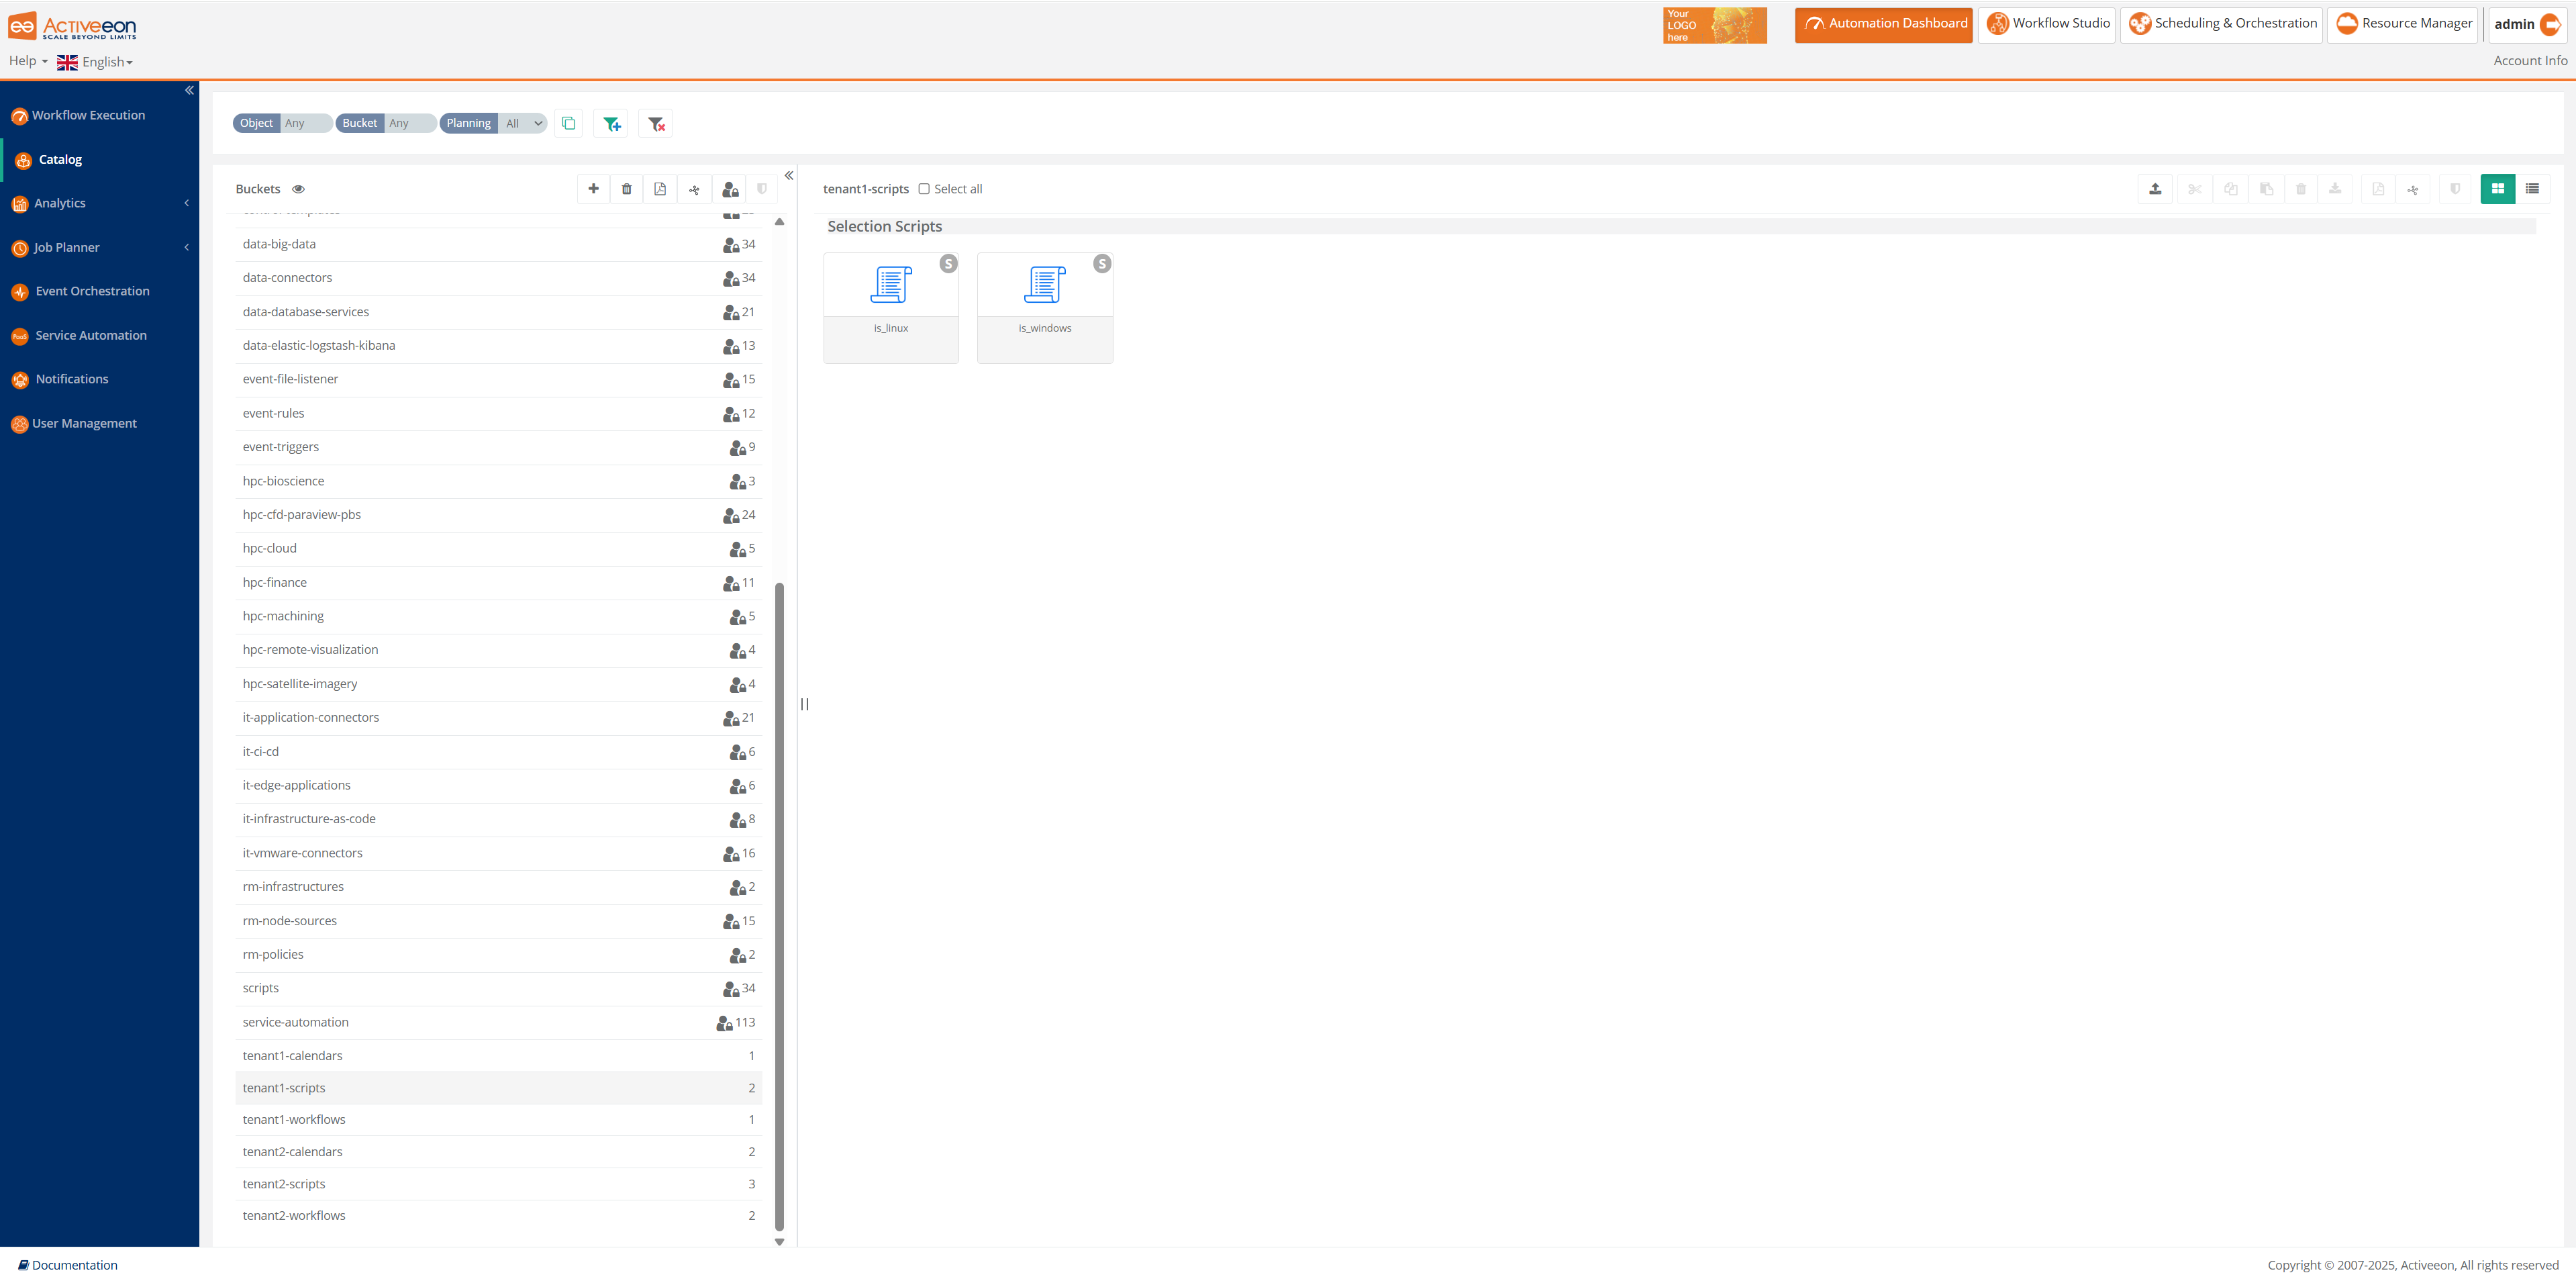 Activeeon
SCALE BEYOND LIMITS
Your
LOGO
here
Automation Dashboard
Workflow Studio
Scheduling & Orchestration
Resource Manager
admin
Help
English
Account Info
Workflow Execution
Catalog
Analytics
Job Planner
Event Orchestration
PaaS
Service Automation
Notifications
User Management
Object Any Bucket Any Planning All
Buckets
data-big-data 34
data-connectors 34
data-database-services 21
data-elastic-logstash-kibana 13
event-file-listener 15
event-rules 12
event-triggers 9
hpc-bioscience 3
hpc-cfd-paraview-pbs 24
hpc-cloud 5
hpc-finance 11
hpc-machining 5
hpc-remote-visualization 4
hpc-satellite-imagery 4
it-application-connectors 21
it-ci-cd 6
it-edge-applications 6
it-infrastructure-as-code 8
it-vmware-connectors 16
rm-infrastructures 2
rm-node-sources 15
rm-policies 2
scripts 34
service-automation 113
tenant1-calendars 1
tenant1-scripts 2
tenant1-workflows 1
tenant2-calendars 2
tenant2-scripts 3
tenant2-workflows 2
tenant1-scripts Select all
Selection Scripts
S
is_linux
S
is_windows
Documentation
Copyright © 2007-2025, Activeeon, All rights reserved